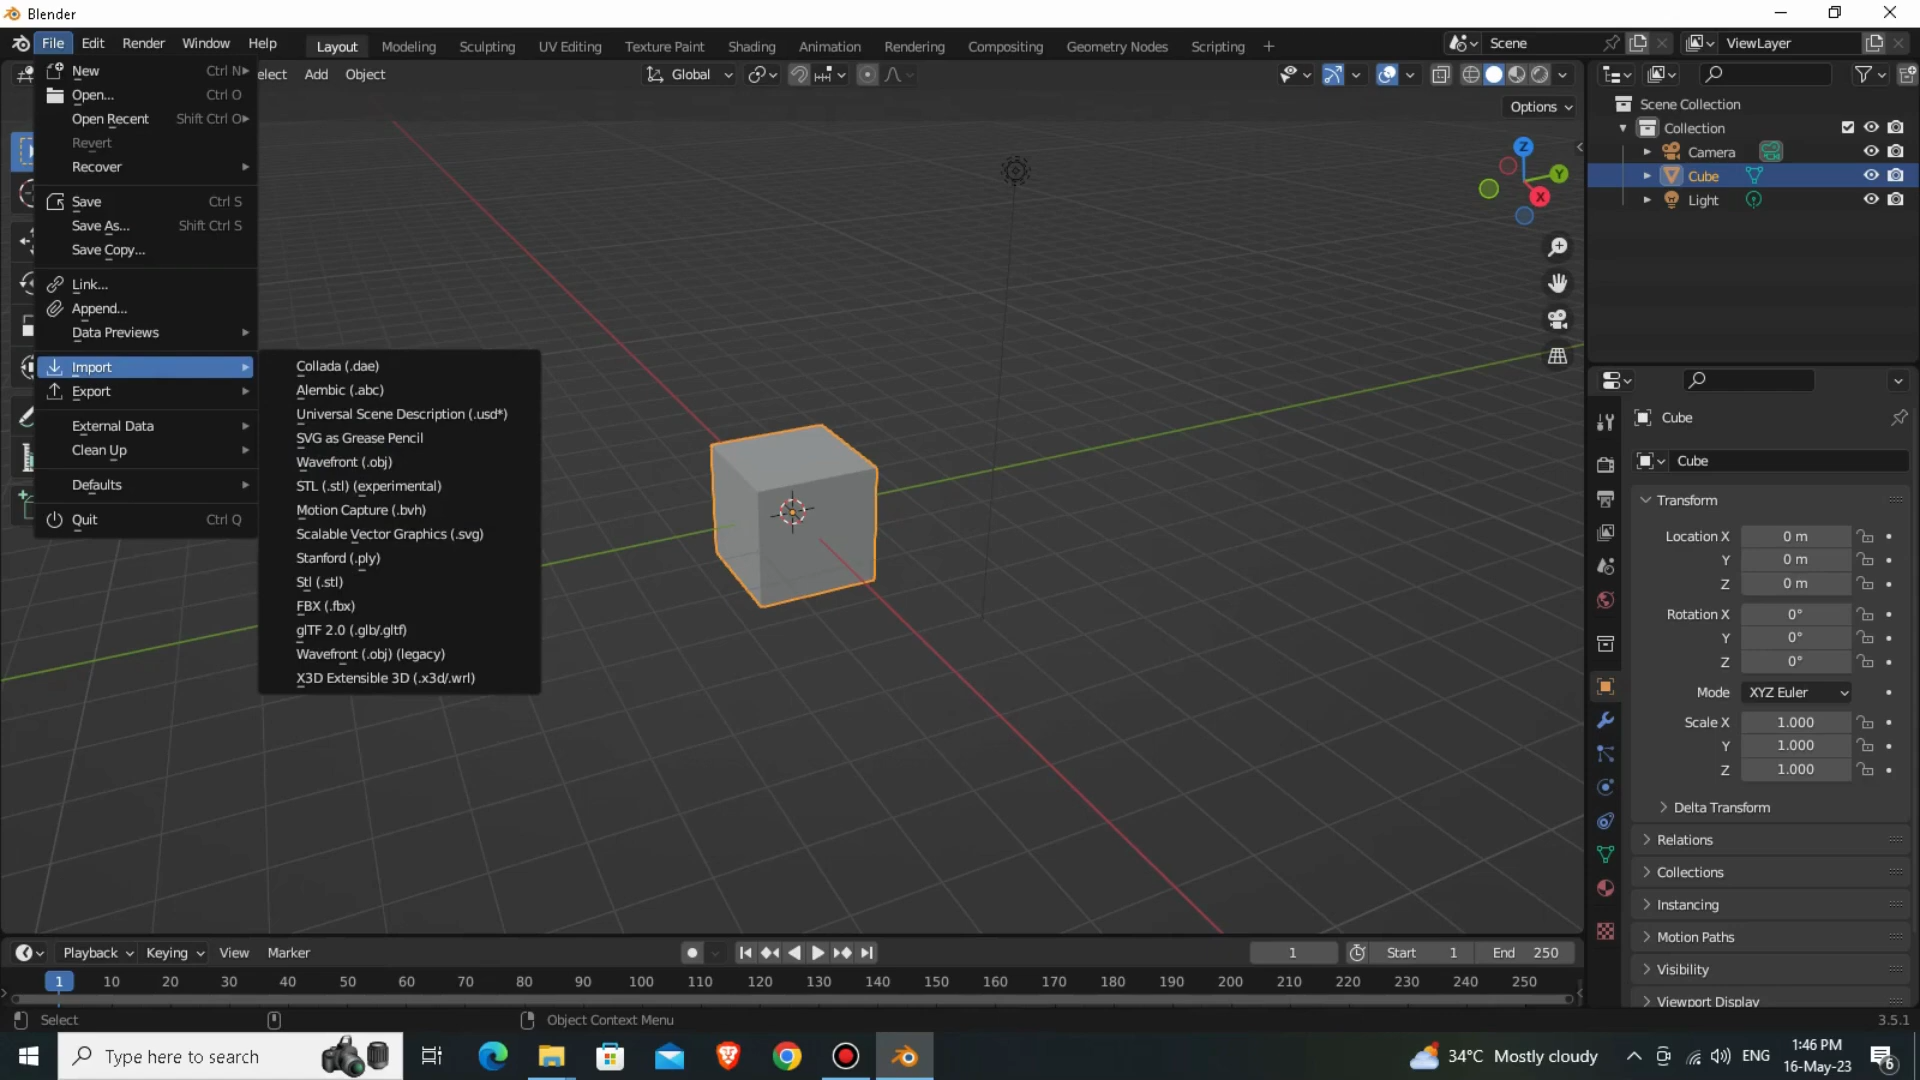 Blender
File Edit Render Window Help Layout Modeling Sculpting UV Editing Texture Paint Shading Animation Rendering Compositing Geometry Nodes Scripting + Scene ViewLayer
elect Add Object Global
Options
New Ctrl N
Open... Ctrl O
Open Recent Shift Ctrl O
Revert
Recover
Save Ctrl S
Save As... Shift Ctrl S
Save Copy...
Link...
Append...
Data Previews
Import
Export
External Data
Clean Up
Defaults
Quit Ctrl Q
Collada (.dae)
Alembic (.abc)
Universal Scene Description (.usd*)
SVG as Grease Pencil
Wavefront (.obj)
STL (.stl) (experimental)
Motion Capture (.bvh)
Scalable Vector Graphics (.svg)
Stanford (.ply)
Stl (.stl)
FBX (.fbx)
glTF 2.0 (.glb/.gltf)
Wavefront (.obj) (legacy)
X3D Extensible 3D (.x3d/.wrl)
Z
Y
X
Scene Collection
Collection
Camera
Cube
Light
Cube
Cube
Transform
Location X 0 m
Y 0 m
Z 0 m
Rotation X 0°
Y 0°
Z 0°
Mode XYZ Euler
Scale X 1.000
Y 1.000
Z 1.000
Delta Transform
Relations
Collections
Instancing
Motion Paths
Visibility
Viewport Display
Playback Keying View Marker 1 Start 1 End 250
1 10 20 30 40 50 60 70 80 90 100 110 120 130 140 150 160 170 180 190 200 210 220 230 240 250
Select Object Context Menu 3.5.1
Type here to search 34°C Mostly cloudy ENG 1:46 PM
16-May-23 6